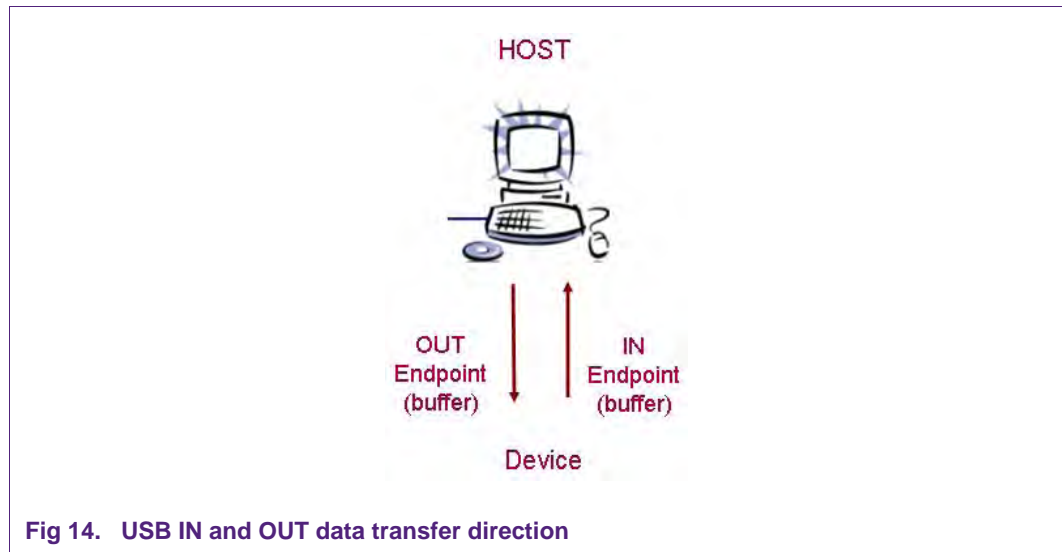 HOST
OUT
Endpoint
(buffer)
IN
Endpoint
(buffer)
Device
Fig 14. USB IN and OUT data transfer direction